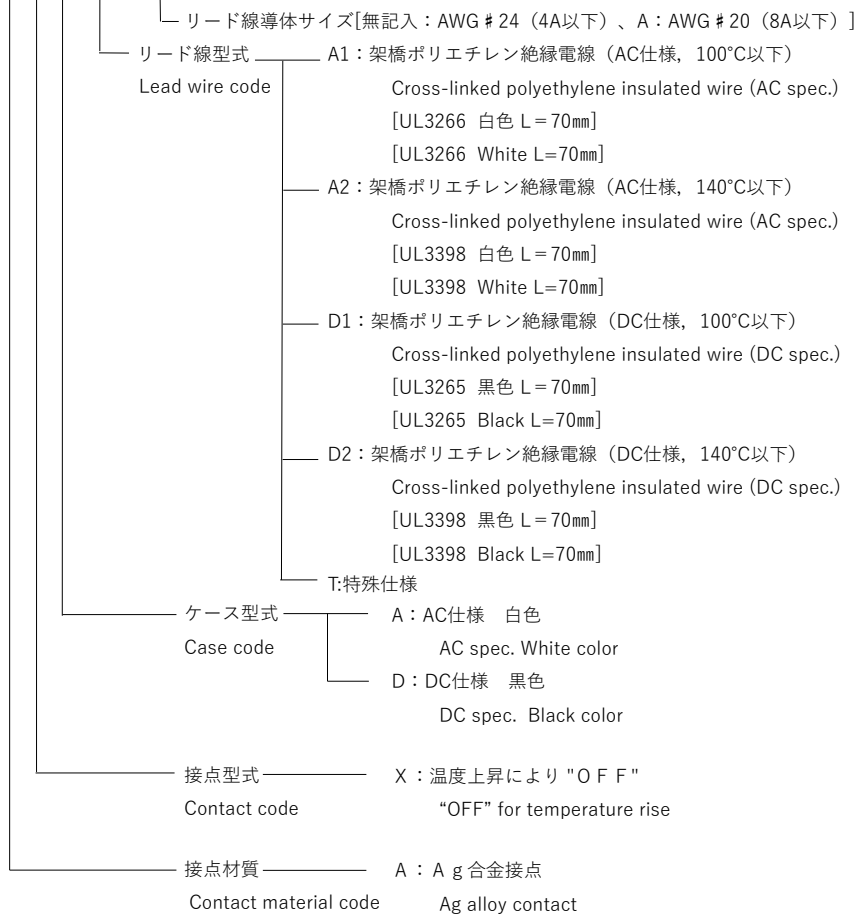 リード線導体サイズ[無記入：AWG♯24（4A以下）、A：AWG♯20（8A以下）]
リード線型式 A1：架橋ポリエチレン絶縁電線（AC仕様，100℃以下）
Lead wire code Cross-linked polyethylene insulated wire (AC spec.)
[UL3266 白色 L＝70㎜]
[UL3266 White L=70㎜]
A2：架橋ポリエチレン絶縁電線（AC仕様，140℃以下）
Cross-linked polyethylene insulated wire (AC spec.)
[UL3398 白色 L＝70㎜]
[UL3398 White L=70㎜]
D1：架橋ポリエチレン絶縁電線（DC仕様，100℃以下）
Cross-linked polyethylene insulated wire (DC spec.)
[UL3265 黒色 L＝70㎜]
[UL3265 Black L=70㎜]
D2：架橋ポリエチレン絶縁電線（DC仕様，140℃以下）
Cross-linked polyethylene insulated wire (DC spec.)
[UL3398 黒色 L＝70㎜]
[UL3398 Black L=70㎜]
T:特殊仕様
ケース型式 A：AC仕様　白色
Case code AC spec. White color
D：DC仕様　黒色
DC spec. Black color
接点型式 X：温度上昇により "ＯＦＦ"
Contact code “OFF” for temperature rise
接点材質 A：Ａｇ合金接点
Contact material code Ag alloy contact